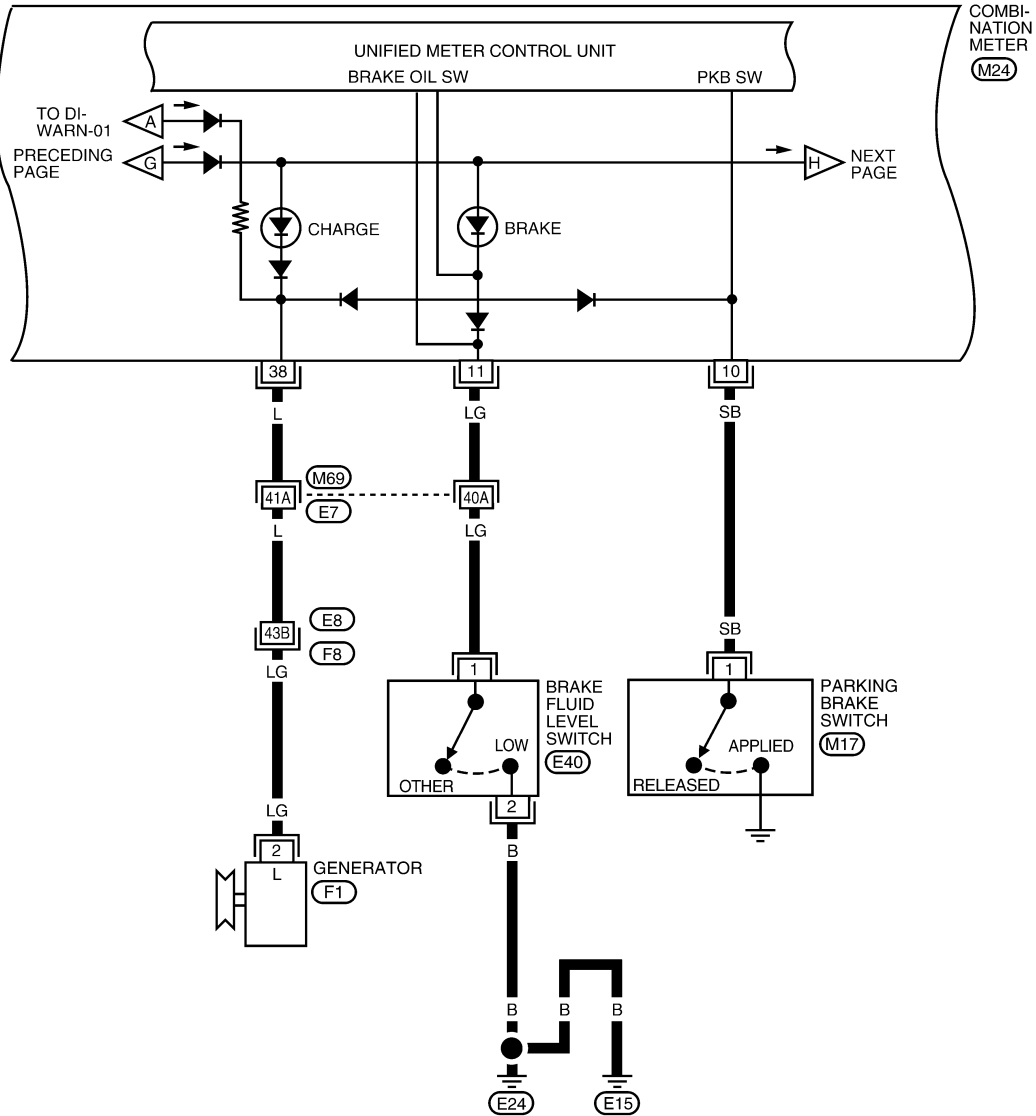 COMBI-
NATION
METER
M24
UNIFIED METER CONTROL UNIT
BRAKE OIL SW
PKB SW
TO DI-
WARN-01
A
PRECEDING
PAGE
G
H
NEXT
PAGE
CHARGE
BRAKE
38
11
10
L
LG
SB
M69
41A
40A
E7
L
LG
E8
43B
F8
SB
LG
1
1
BRAKE
FLUID
LEVEL
SWITCH
E40
LOW
OTHER
PARKING
BRAKE
SWITCH
M17
APPLIED
RELEASED
LG
2
2
L
GENERATOR
F1
B
B
B
B
E24
E15